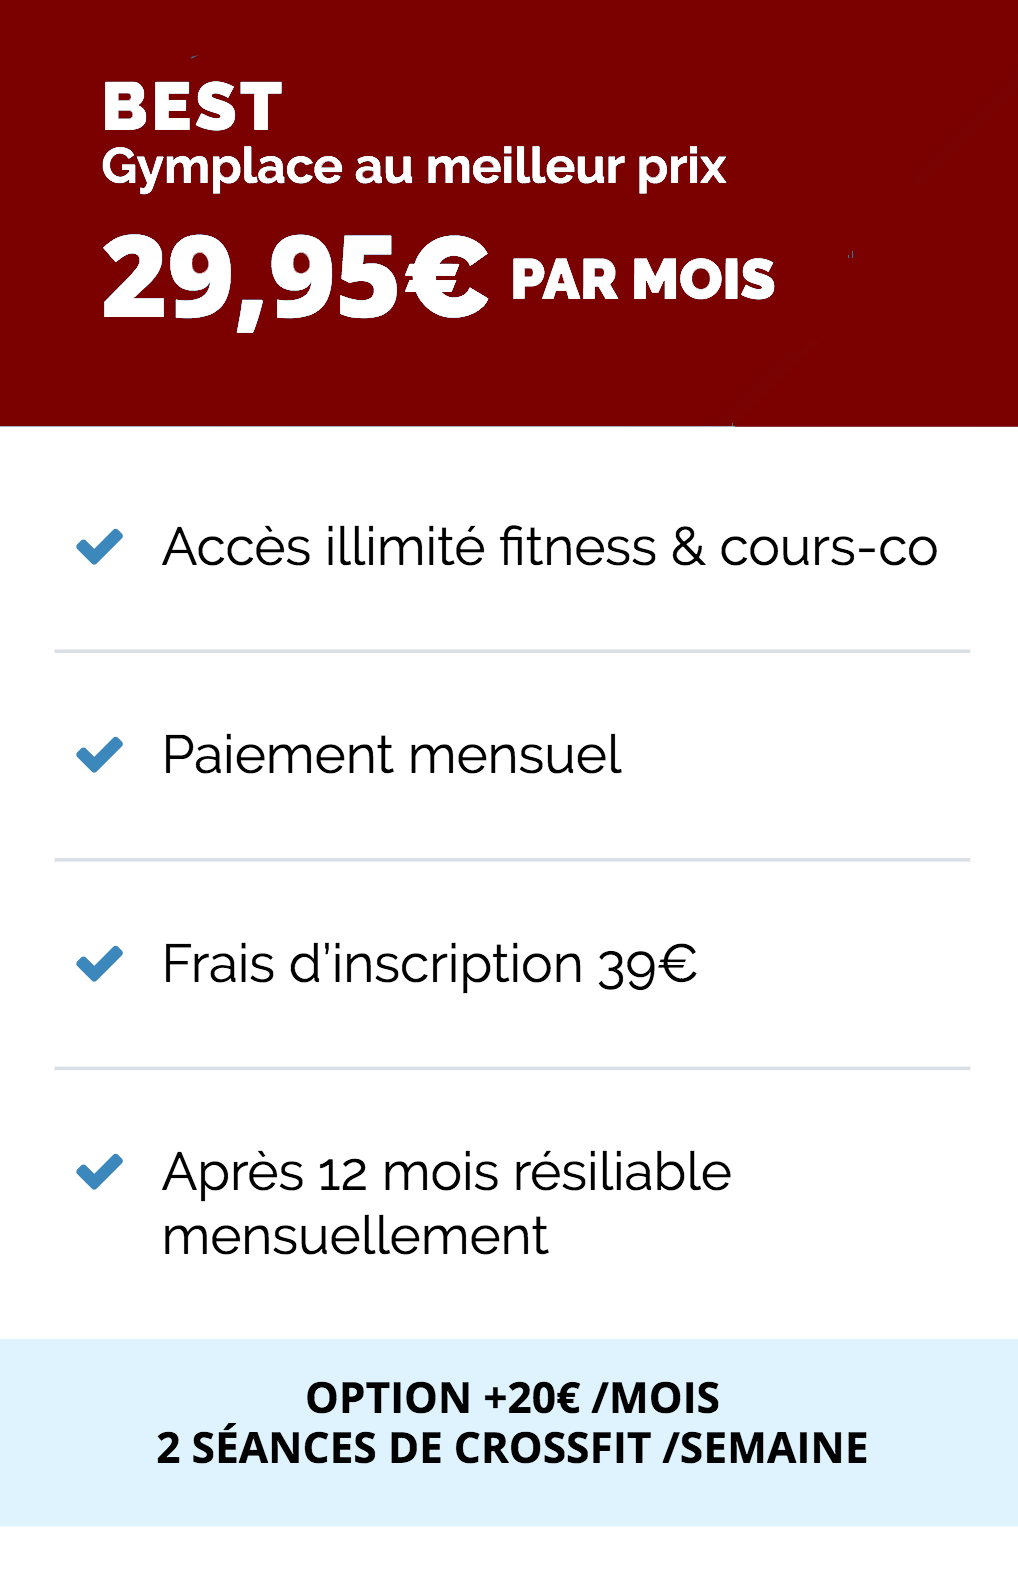 BEST
Gymplace au meilleur prix
29,95€ PAR MOIS
Accès illimité fitness & cours-co
Paiement mensuel
Frais d’inscription 39€
Après 12 mois résiliable
mensuellement
OPTION +20€ /MOIS
2 SÉANCES DE CROSSFIT /SEMAINE